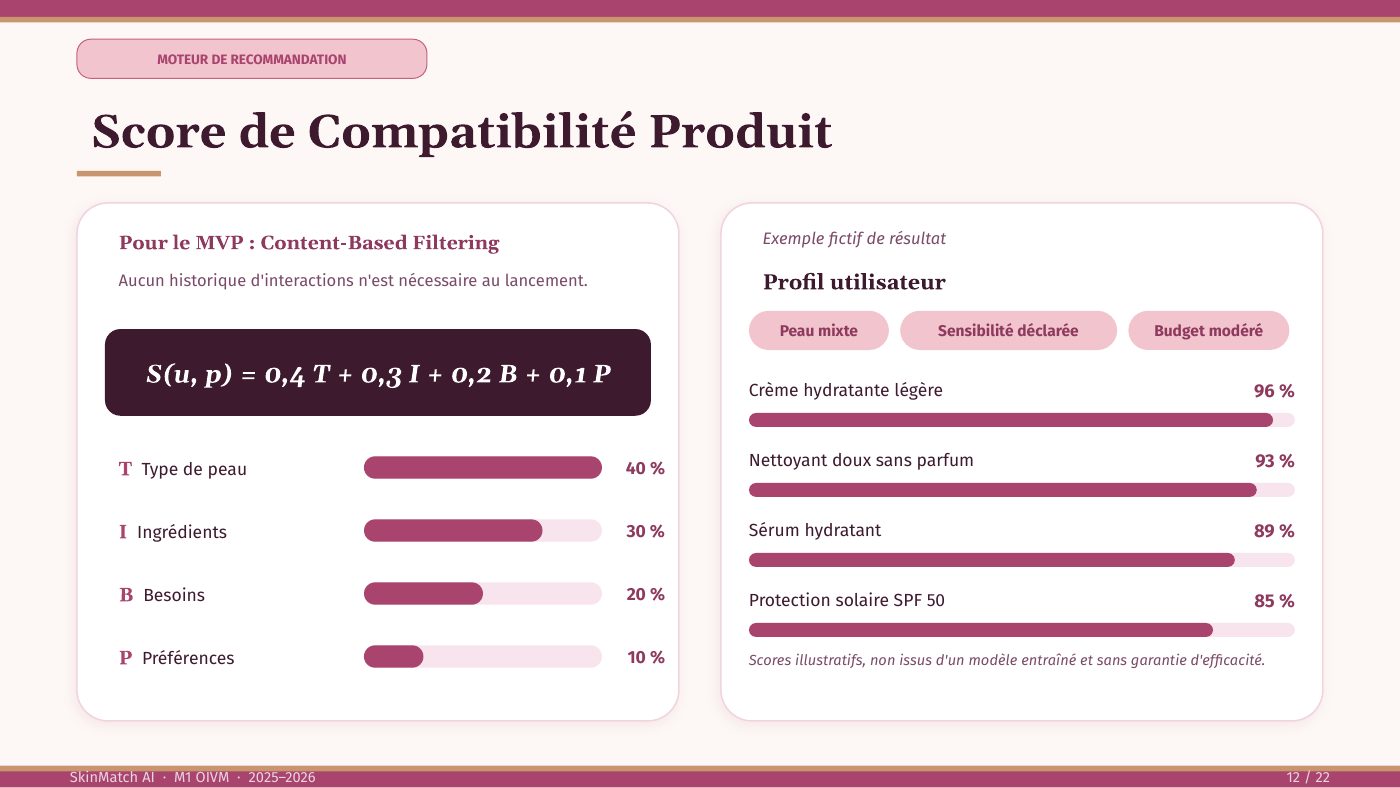 MOTEUR DE RECOMMANDATION
Score de Compatibilité Produit
Pour le MVP : Content-Based Filtering
Aucun historique d'interactions n'est nécessaire au lancement.
S(u, p) = 0,4 T + 0,3 I + 0,2 B + 0,1 P
T Type de peau 40 %
I Ingrédients 30 %
B Besoins 20 %
P Préférences 10 %
Exemple fictif de résultat
Profil utilisateur
Peau mixte Sensibilité déclarée Budget modéré
Crème hydratante légère 96 %
Nettoyant doux sans parfum 93 %
Sérum hydratant 89 %
Protection solaire SPF 50 85 %
Scores illustratifs, non issus d'un modèle entraîné et sans garantie d'efficacité.
SkinMatch AI · M1 OIVM · 2025–2026 12 / 22